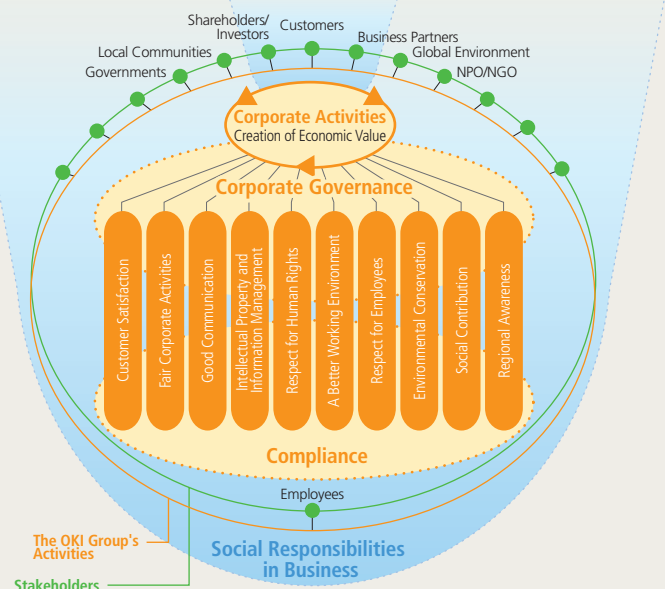 Shareholders/
Investors
Customers
Business Partners
Local Communities
Global Environment
Governments
NPO/NGO
Corporate Activities
Creation of Economic Value
Corporate Governance
Customer Satisfaction
Fair Corporate Activities
Good Communication
Intellectual Property and
Information Management
Respect for Human Rights
A Better Working Environment
Respect for Employees
Environmental Conservation
Social Contribution
Regional Awareness
Compliance
Employees
The OKI Group's
Activities
Social Responsibilities
in Business
Stakeholders